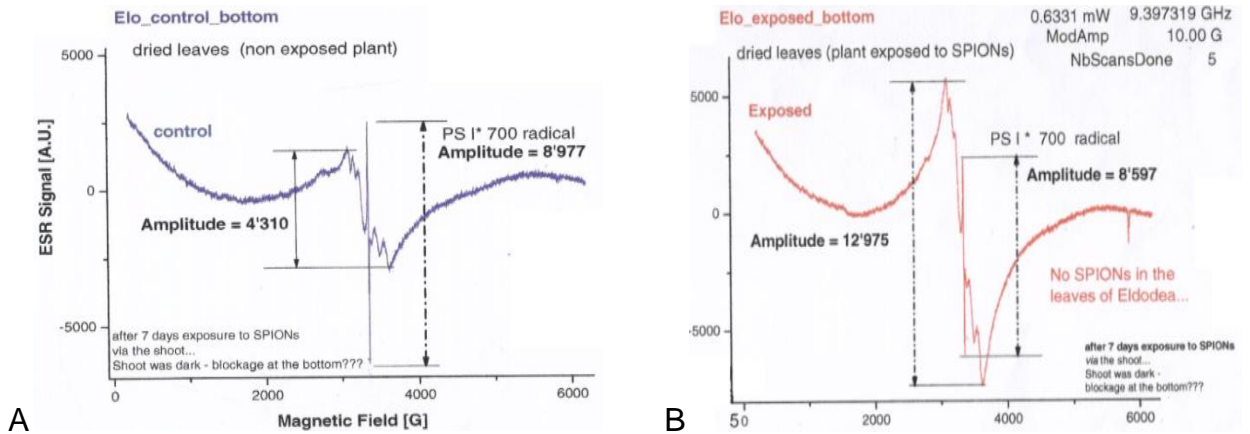 Elo_control_bottom
5000
dried leaves (non exposed plant)
control
PS I* 700 radical
Amplitude = 8'977
ESR Signal [A.U.]
0
Amplitude = 4'310
-5000
after 7 days exposure to SPIONs
via the shoot...
Shoot was dark - blockage at the bottom???
0
2000
4000
6000
Magnetic Field [G]
A
Elo_exposed_bottom
0.6331 mW 9.397319 GHz
ModAmp 10.00 G
NbScansDone 5
dried leaves (plant exposed to SPIONs)
5000
Exposed
PS I* 700 radical
Amplitude = 8'597
0
Amplitude = 12'975
No SPIONs in the
leaves of Eldodea...
-5000
after 7 days exposure to SPIONs
via the shoot...
Shoot was dark -
blockage at the bottom???
50
2000
4000
6000
B